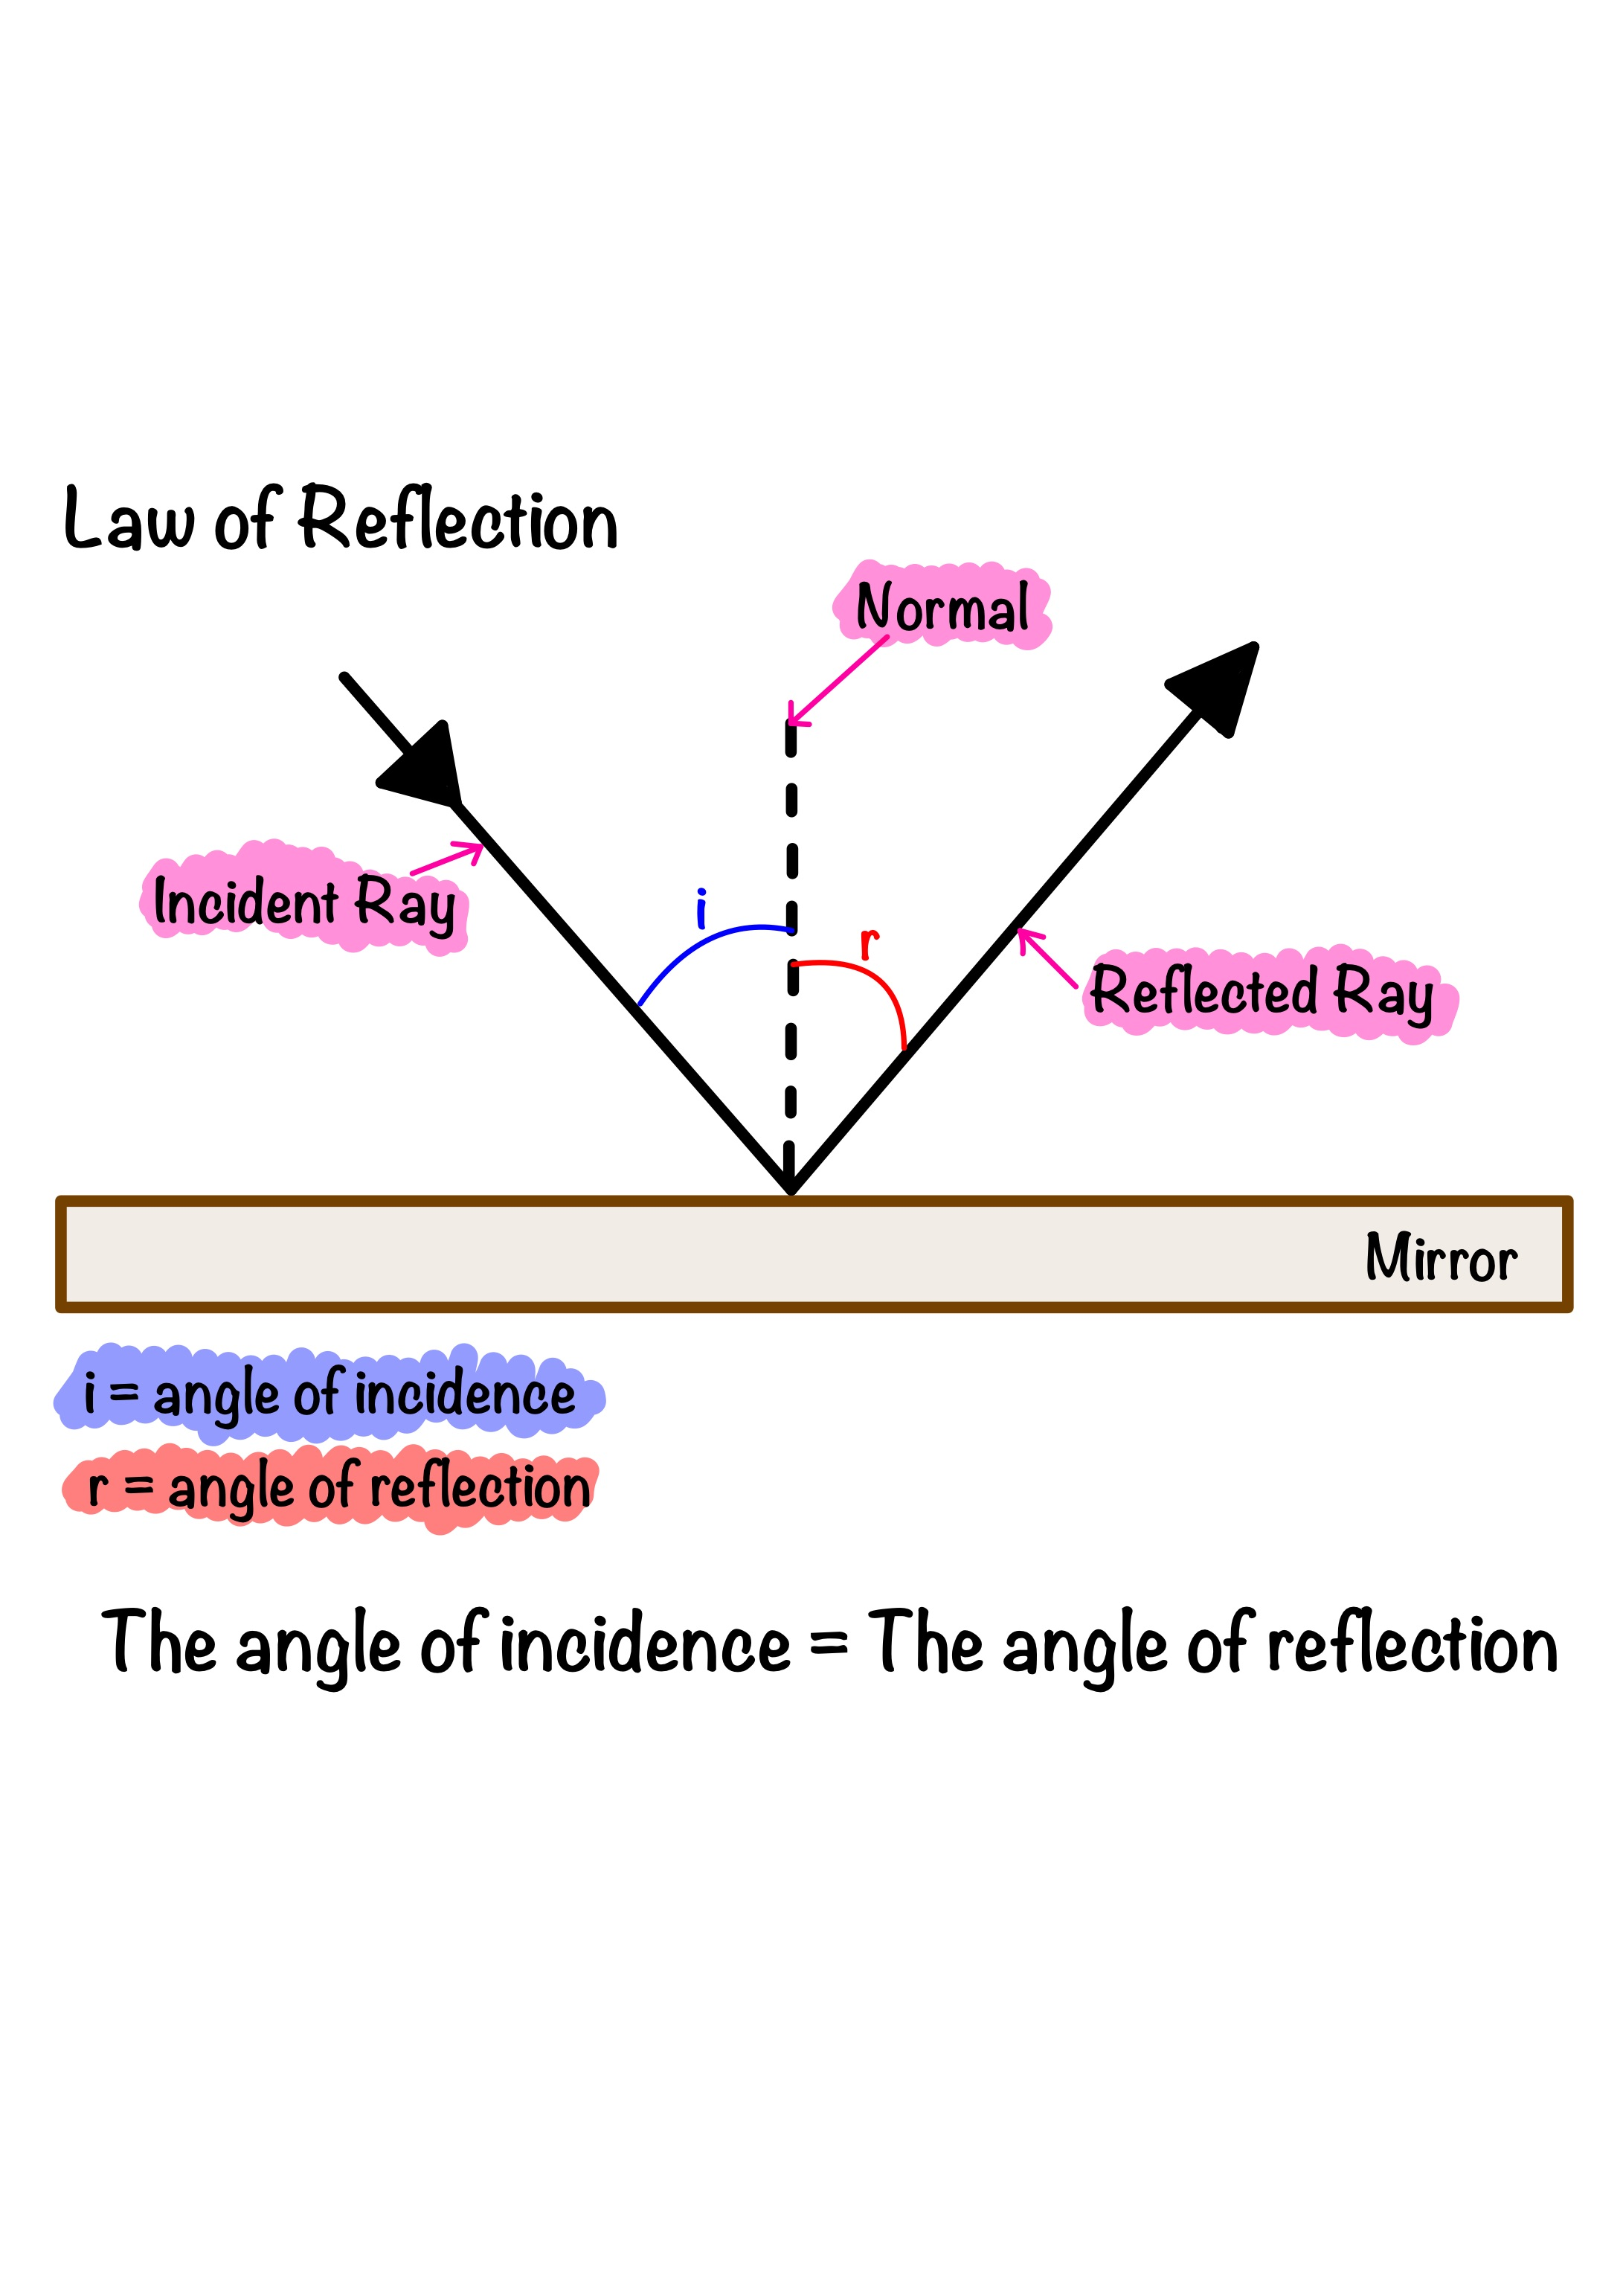 Law of Reflection
Normal
Incident Ray
i
r
Reflected Ray
Mirror
i = angle of incidence
r = angle of reflection
The angle of incidence = The angle of reflection